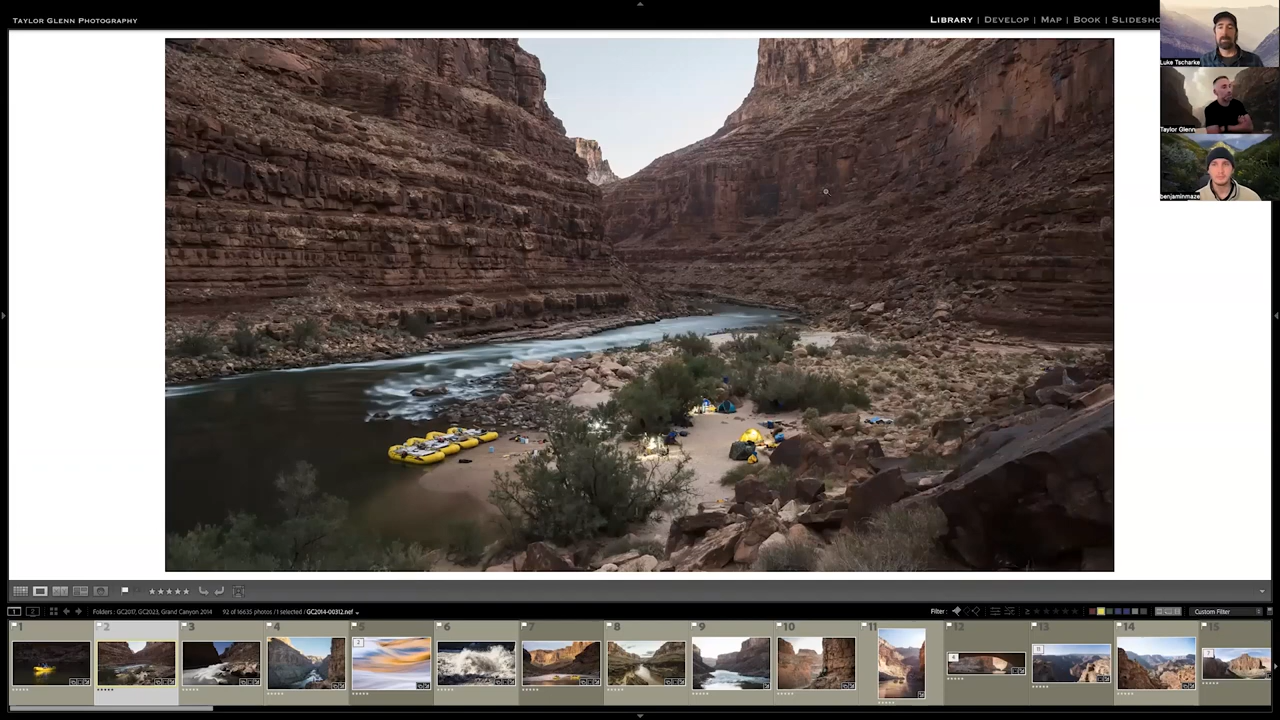 TAYLOR GLENN PHOTOGRAPHY
LIBRARY | DEVELOP | MAP | BOOK | SLIDESHO
Luke Tscharke
Taylor Glenn
benjaminmaze
Folders : GC2017, GC2023, Grand Canyon 2014
92 of 16635 photos / 1 selected / GC2014-00312.nef
Filter :
Custom Filter
1
2
3
4
5
6
7
8
9
10
11
12
13
14
15